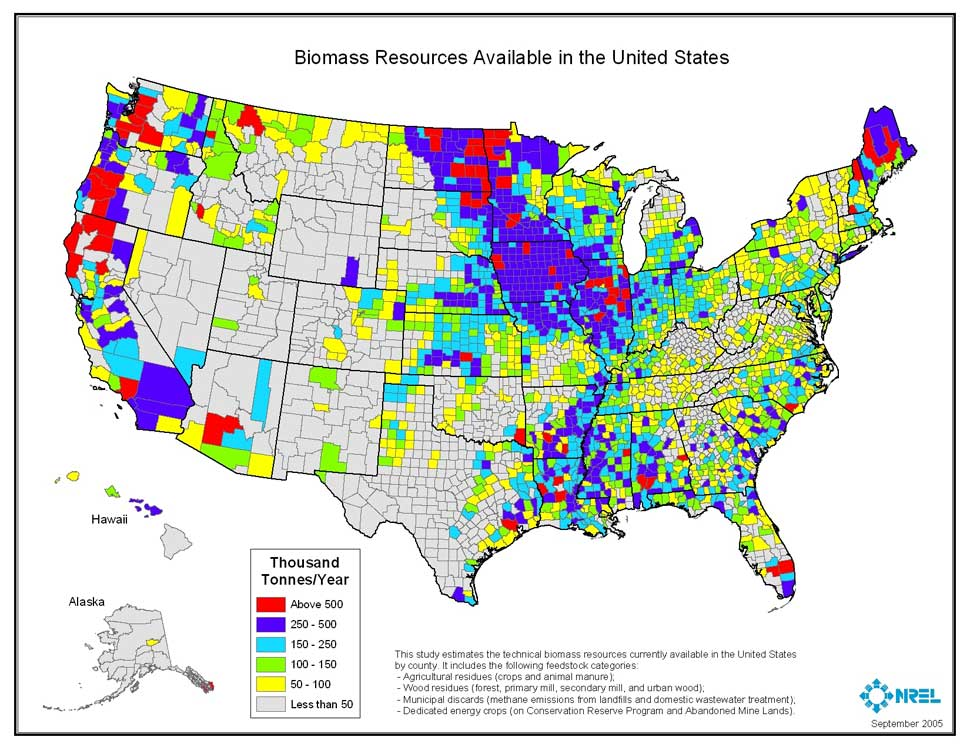 Biomass Resources Available in the United States
Hawaii
Alaska
Thousand
Tonnes/Year
Above 500
250 - 500
150 - 250
100 - 150
50 - 100
Less than 50
This study estimates the technical biomass resources currently available in the United States
by county. It includes the following feedstock categories:
- Agricultural residues (crops and animal manure);
- Wood residues (forest, primary mill, secondary mill, and urban wood);
- Municipal discards (methane emissions from landfills and domestic wastewater treatment);
- Dedicated energy crops (on Conservation Reserve Program and Abandoned Mine Lands).
NREL
September 2005